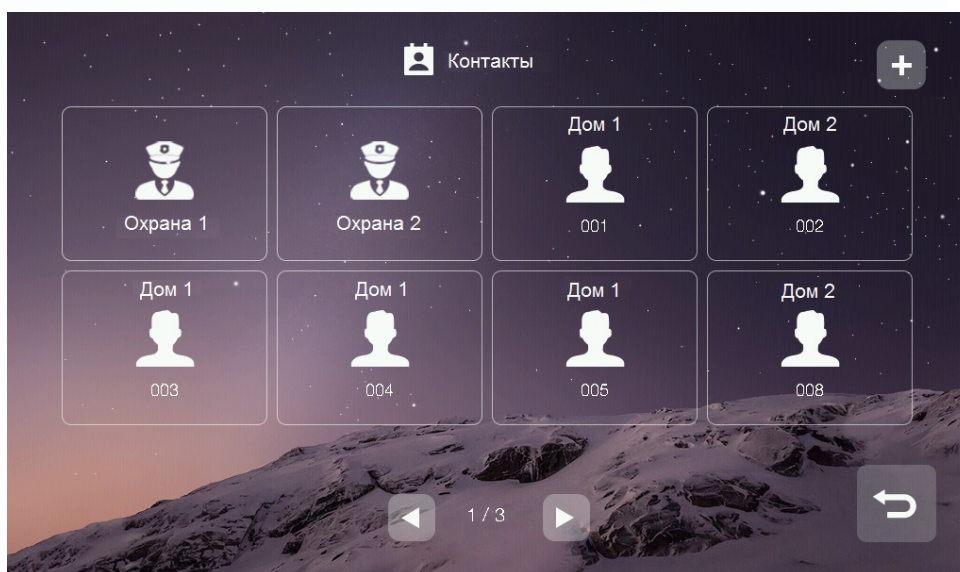 Контакты
Охрана 1
Охрана 2
Дом 1
001
Дом 2
002
Дом 1
003
Дом 1
004
Дом 1
005
Дом 2
008
1 / 3